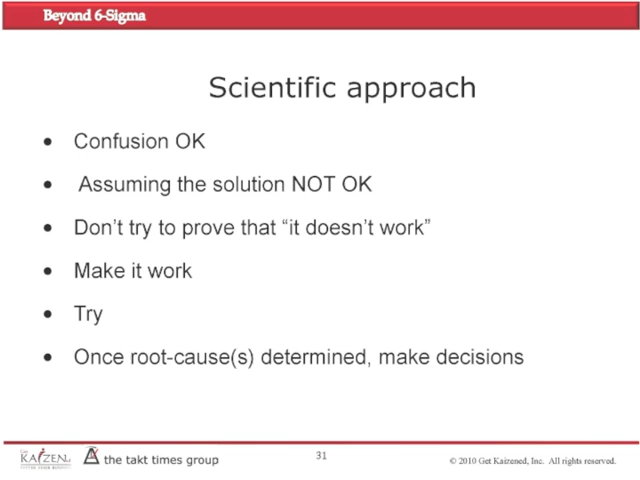 Beyond 6-Sigma
Scientific approach
• Confusion OK
• Assuming the solution NOT OK
• Don't try to prove that “it doesn't work”
• Make it work
• Try
• Once root-cause(s) determined, make decisions
KAIZENed
the takt times group
31
© 2010 Get Kaizened, Inc. All rights reserved.